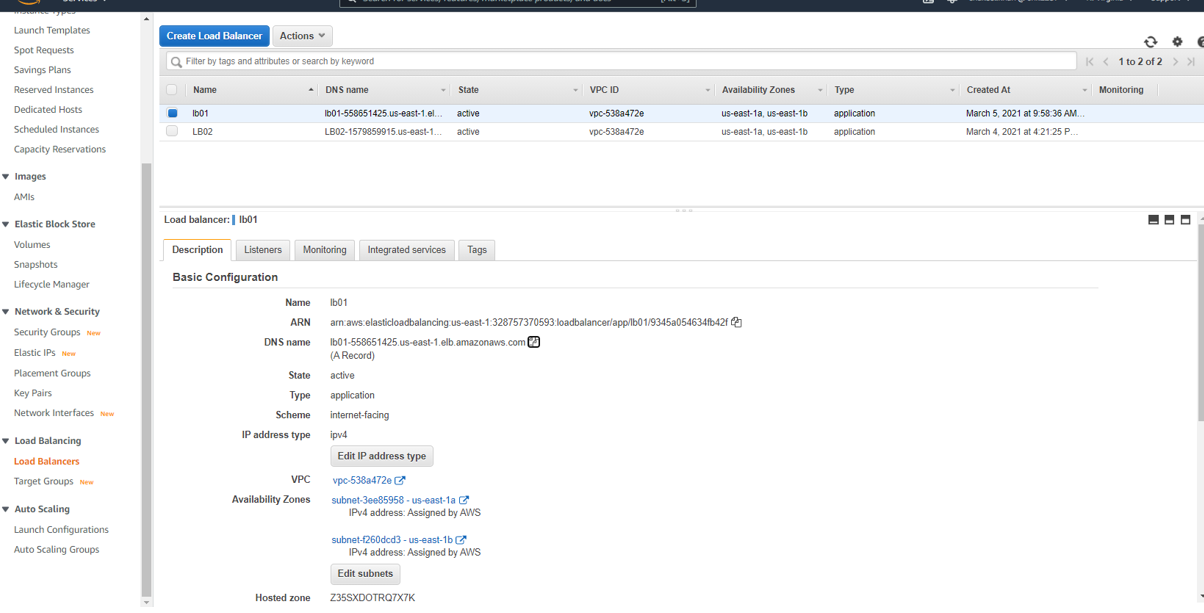 Instance Types
Launch Templates
Spot Requests
Savings Plans
Reserved Instances
Dedicated Hosts
Scheduled Instances
Capacity Reservations
Images
AMIs
Elastic Block Store
Volumes
Snapshots
Lifecycle Manager
Network & Security
Security Groups New
Elastic IPs New
Placement Groups
Key Pairs
Network Interfaces New
Load Balancing
Load Balancers
Target Groups New
Auto Scaling
Launch Configurations
Auto Scaling Groups
Create Load Balancer Actions
Filter by tags and attributes or search by keyword
1 to 2 of 2
Name DNS name State VPC ID Availability Zones Type Created At Monitoring
lb01 lb01-558651425.us-east-1.el... active vpc-538a472e us-east-1a, us-east-1b application March 5, 2021 at 9:58:36 AM...
LB02 LB02-1579859915.us-east-1... active vpc-538a472e us-east-1a, us-east-1b application March 4, 2021 at 4:21:25 P...
Load balancer: lb01
Description Listeners Monitoring Integrated services Tags
Basic Configuration
Name lb01
ARN arn:aws:elasticloadbalancing:us-east-1:328757370593:loadbalancer/app/lb01/9345a054634fb42f
DNS name lb01-558651425.us-east-1.elb.amazonaws.com
(A Record)
State active
Type application
Scheme internet-facing
IP address type ipv4
Edit IP address type
VPC vpc-538a472e
Availability Zones subnet-3ee85958 - us-east-1a
IPv4 address: Assigned by AWS
subnet-f260dcd3 - us-east-1b
IPv4 address: Assigned by AWS
Edit subnets
Hosted zone Z35SXDOTRQ7X7K